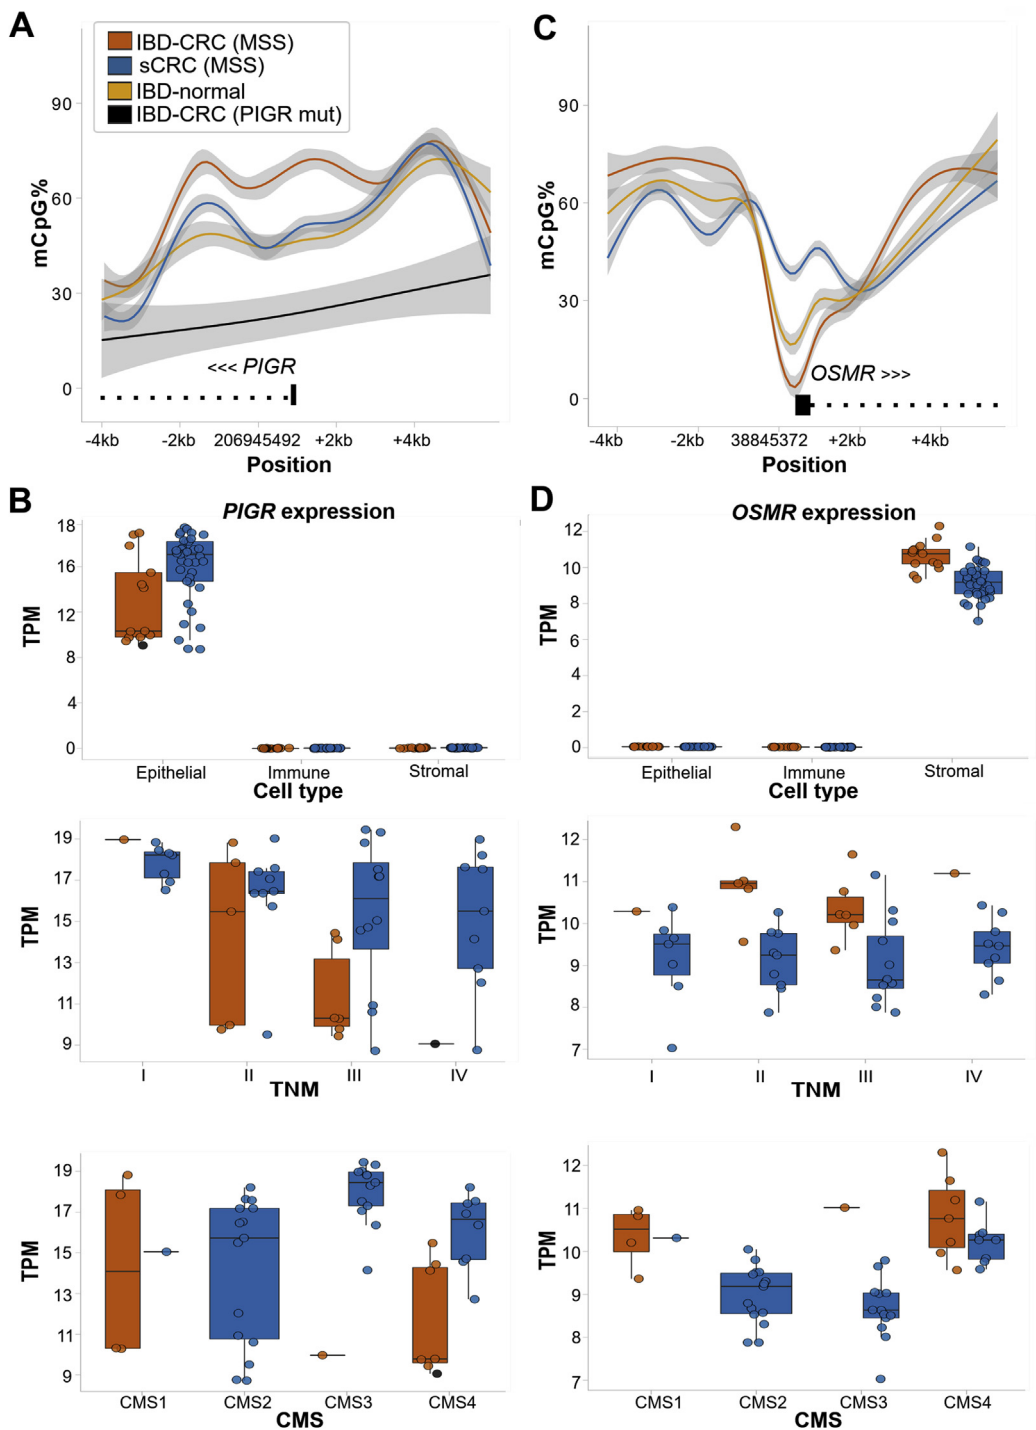 A
IBD-CRC (MSS)
sCRC (MSS)
IBD-normal
IBD-CRC (PIGR mut)
mCpG%
90
60
30
0
<<< PIGR
-4kb -2kb 206945492 +2kb +4kb
Position
C
mCpG%
90
60
30
0
OSMR >>>
-4kb -2kb 38845372 +2kb +4kb
Position
B
PIGR expression
TPM
18
16
12
8
4
0
Epithelial Immune Stromal
Cell type
TPM
19
17
15
13
11
9
I II III IV
TNM
TPM
19
17
15
13
11
9
CMS1 CMS2 CMS3 CMS4
CMS
D
OSMR expression
TPM
12
10
8
6
4
2
0
Epithelial Immune Stromal
Cell type
TPM
12
11
10
9
8
7
I II III IV
TNM
TPM
12
11
10
9
8
7
CMS1 CMS2 CMS3 CMS4
CMS